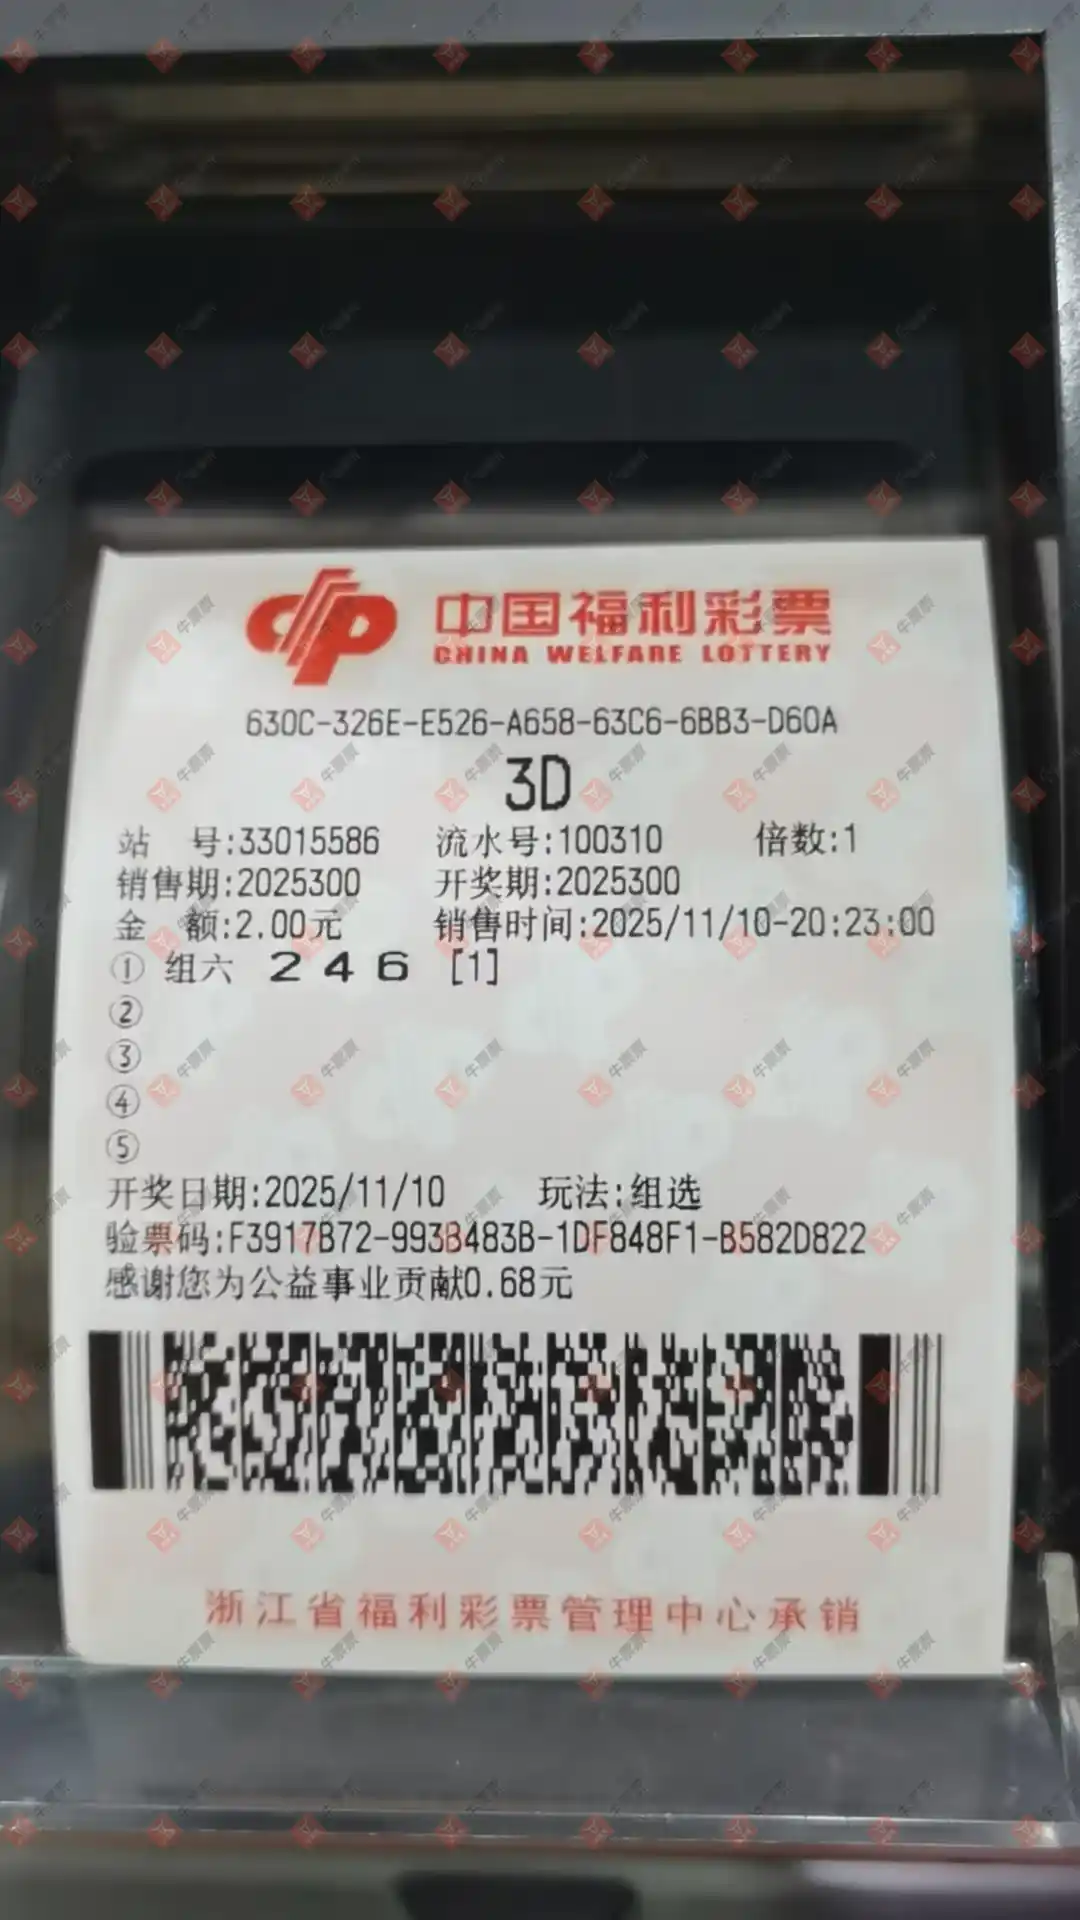 中国福利彩票
CHINA WELFARE LOTTERY
630C-326E-E526-A658-63C6-6BB3-D60A
3D
站 号:33015586 流水号:100310 倍数:1
销售期:2025300 开奖期:2025300
金 额:2.00元 销售时间:2025/11/10-20:23:00
① 组六 2 4 6 [1]
②
③
④
⑤
开奖日期:2025/11/10 玩法:组选
验票码:F3917B72-993B483B-1DF848F1-B582D822
感谢您为公益事业贡献0.68元
浙江省福利彩票管理中心承销
牛票票